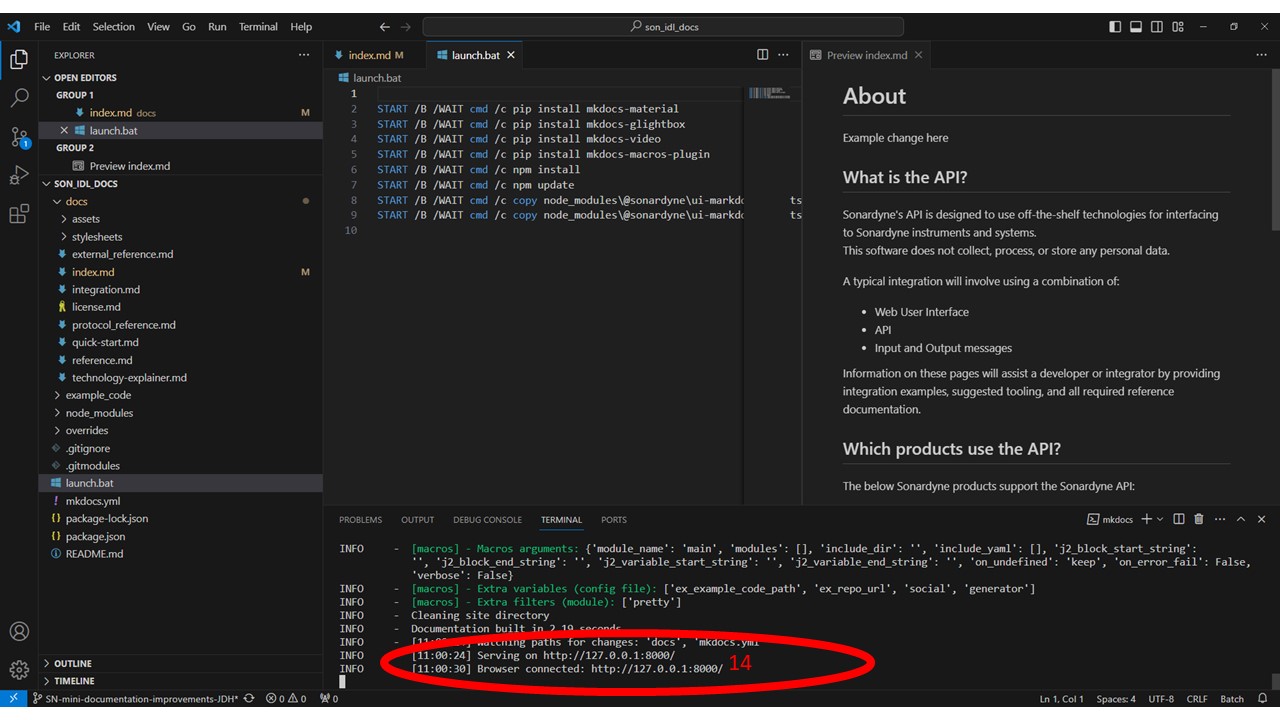 File Edit Selection View Go Run Terminal Help
son_idl_docs
EXPLORER
OPEN EDITORS
GROUP 1
index.md docs M
launch.bat
GROUP 2
Preview index.md
SON_IDL_DOCS
docs
assets
stylesheets
external_reference.md
index.md M
integration.md
license.md
protocol_reference.md
quick-start.md
reference.md
technology-explainer.md
example_code
node_modules
overrides
.gitignore
.gitmodules
launch.bat
mkdocs.yml
package-lock.json
package.json
README.md
OUTLINE
TIMELINE
index.md M
launch.bat
launch.bat
1
2 START /B /WAIT cmd /c pip install mkdocs-material
3 START /B /WAIT cmd /c pip install mkdocs-glightbox
4 START /B /WAIT cmd /c pip install mkdocs-video
5 START /B /WAIT cmd /c pip install mkdocs-macros-plugin
6 START /B /WAIT cmd /c npm install
7 START /B /WAIT cmd /c npm update
8 START /B /WAIT cmd /c copy node_modules\@sonardyne\ui-markdo ts
9 START /B /WAIT cmd /c copy node_modules\@sonardyne\ui-markdo ts
10
Preview index.md
About
Example change here
What is the API?
Sonardyne's API is designed to use off-the-shelf technologies for interfacing
to Sonardyne instruments and systems.
This software does not collect, process, or store any personal data.
A typical integration will involve using a combination of:
• Web User Interface
• API
• Input and Output messages
Information on these pages will assist a developer or integrator by providing
integration examples, suggested tooling, and all required reference
documentation.
Which products use the API?
The below Sonardyne products support the Sonardyne API:
PROBLEMS OUTPUT DEBUG CONSOLE TERMINAL PORTS
mkdocs
INFO - [macros] - Macros arguments: {'module_name': 'main', 'modules': [], 'include_dir': '', 'include_yaml': [], 'j2_block_start_string':
'', 'j2_block_end_string': '', 'j2_variable_start_string': '', 'j2_variable_end_string': '', 'on_undefined': 'keep', 'on_error_fail': False,
'verbose': False}
INFO - [macros] - Extra variables (config file): ['ex_example_code_path', 'ex_repo_url', 'social', 'generator']
INFO - [macros] - Extra filters (module): ['pretty']
INFO - Cleaning site directory
INFO - Documentation built in 2.19 seconds
INFO - Watching paths for changes: 'docs', 'mkdocs.yml'
INFO [11:00:24] Serving on http://127.0.0.1:8000/
INFO [11:00:30] Browser connected: http://127.0.0.1:8000/
14
SN-mini-documentation-improvements-JDH* 0 0 0
Ln 1, Col 1 Spaces: 4 UTF-8 CRLF Batch